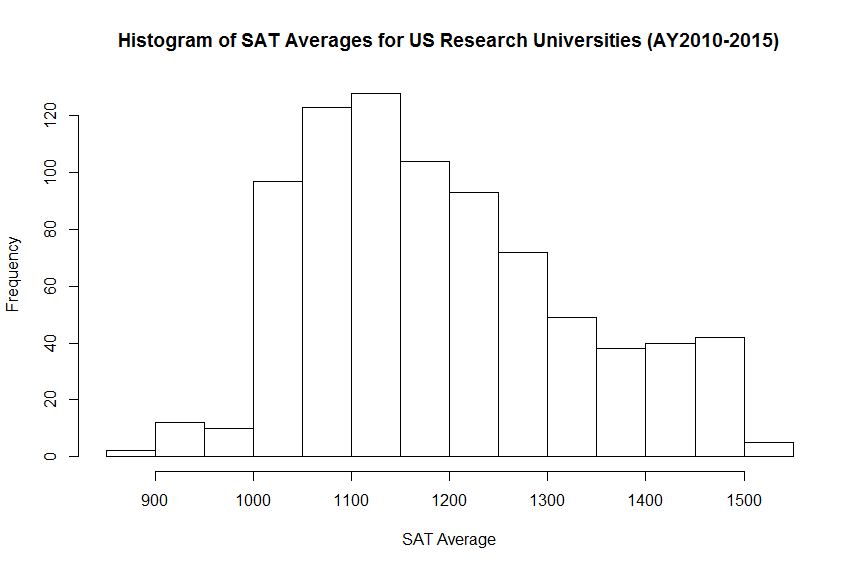 Histogram of SAT Averages for US Research Universities (AY2010-2015)
Frequency
120
100
80
60
40
20
0
900 1000 1100 1200 1300 1400 1500
SAT Average